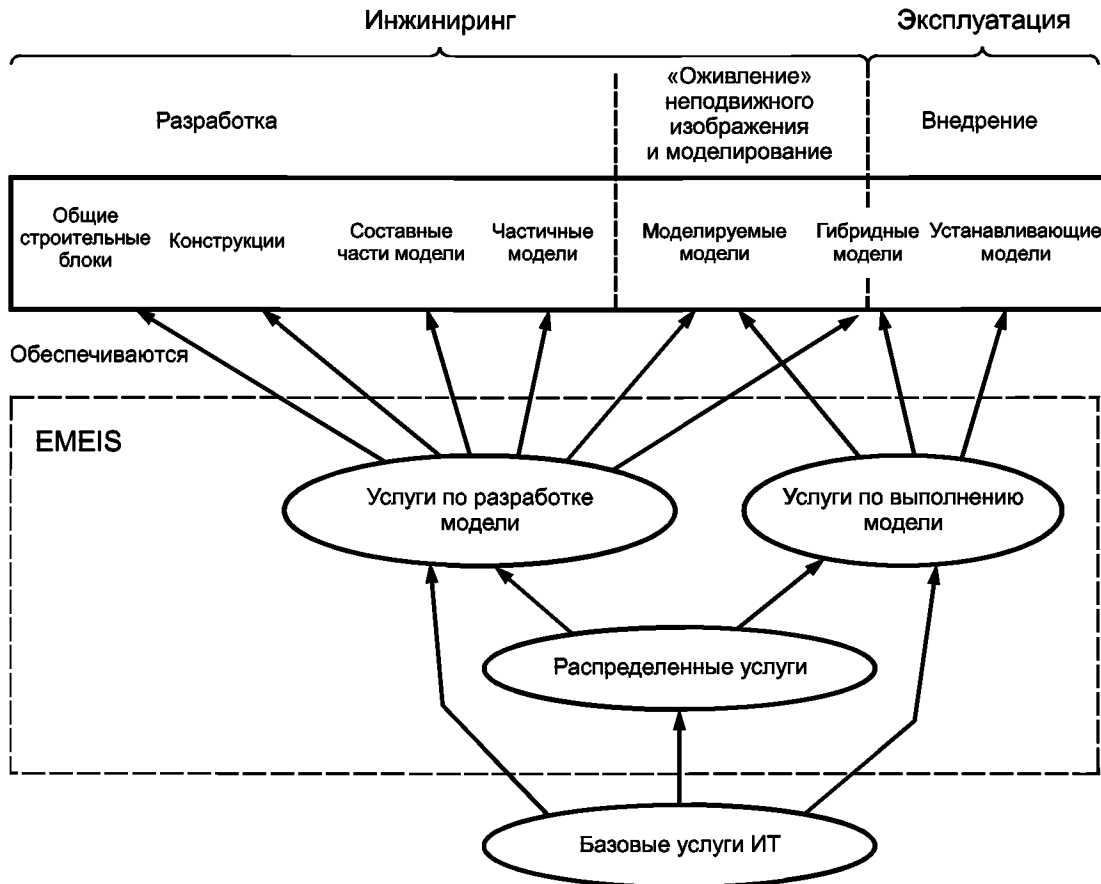 Инжиниринг
Эксплуатация
Разработка
«Оживление»
неподвижного
изображения
и моделирование
Внедрение
Общие
строительные
блоки
Конструкции
Составные
части модели
Частичные
модели
Моделируемые
модели
Гибридные
модели
Устанавливающие
модели
Обеспечиваются
EMEIS
Услуги по разработке
модели
Услуги по выполнению
модели
Распределенные услуги
Базовые услуги ИТ